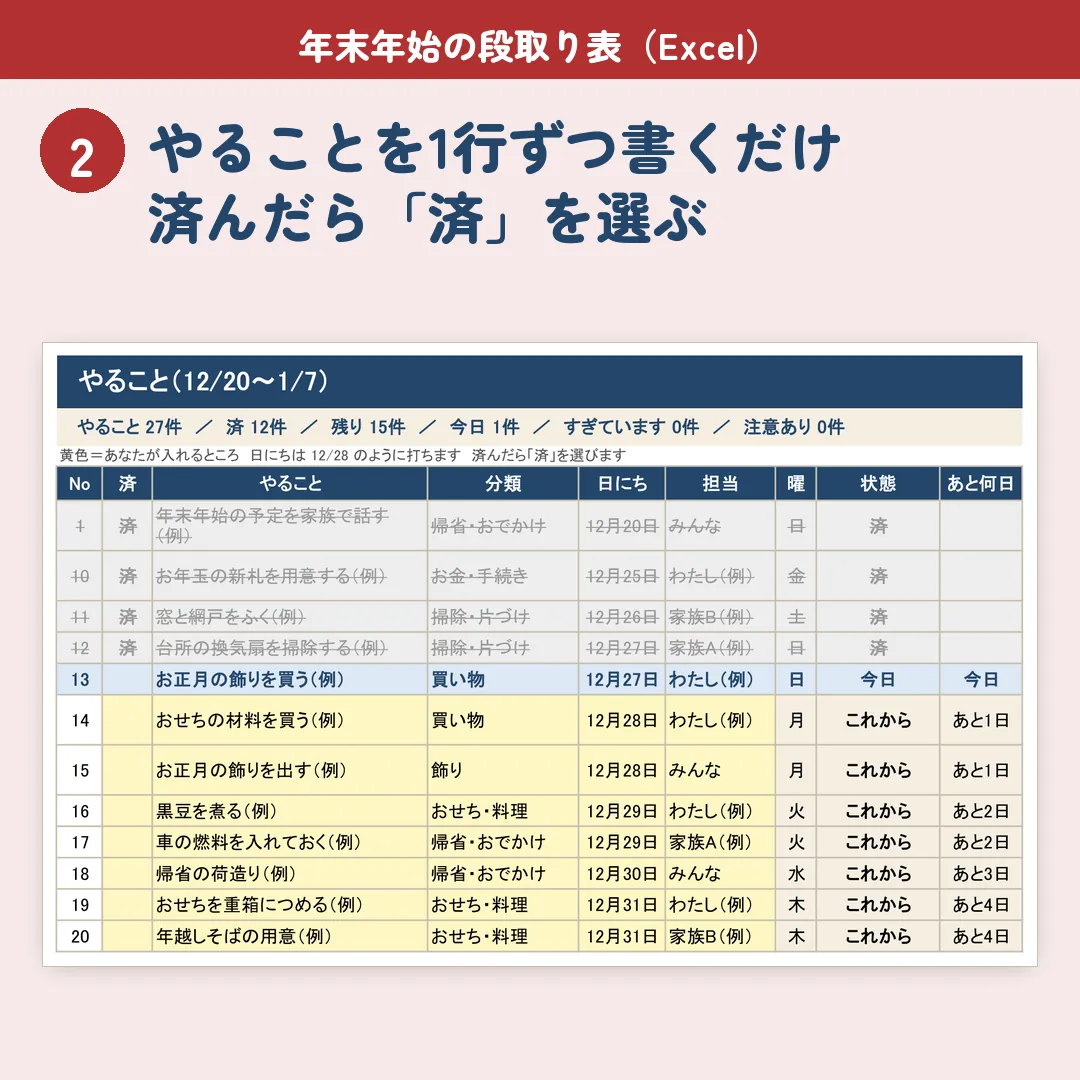 年末年始の段取り表（Excel）
2
やることを1行ずつ書くだけ
済んだら「済」を選ぶ
やること（12/20～1/7）
やること 27件 ／ 済 12件 ／ 残り 15件 ／ 今日 1件 ／ すぎています 0件 ／ 注意あり 0件
黄色＝あなたが入れるところ 日にちは 12/28 のように打ちます 済んだら「済」を選びます
No 済 やること 分類 日にち 担当 曜 状態 あと何日
1 済 年末年始の予定を家族で話す（例） 帰省・おでかけ 12月20日 みんな 日 済
10 済 お年玉の新札を用意する（例） お金・手続き 12月25日 わたし（例） 金 済
11 済 窓と網戸をふく（例） 掃除・片づけ 12月26日 家族B（例） 土 済
12 済 台所の換気扇を掃除する（例） 掃除・片づけ 12月27日 家族A（例） 日 済
13 お正月の飾りを買う（例） 買い物 12月27日 わたし（例） 日 今日 今日
14 おせちの材料を買う（例） 買い物 12月28日 わたし（例） 月 これから あと1日
15 お正月の飾りを出す（例） 飾り 12月28日 みんな 月 これから あと1日
16 黒豆を煮る（例） おせち・料理 12月29日 わたし（例） 火 これから あと2日
17 車の燃料を入れておく（例） 帰省・おでかけ 12月29日 家族A（例） 火 これから あと2日
18 帰省の荷造り（例） 帰省・おでかけ 12月30日 みんな 水 これから あと3日
19 おせちを重箱につめる（例） おせち・料理 12月31日 わたし（例） 木 これから あと4日
20 年越しそばの用意（例） おせち・料理 12月31日 家族B（例） 木 これから あと4日